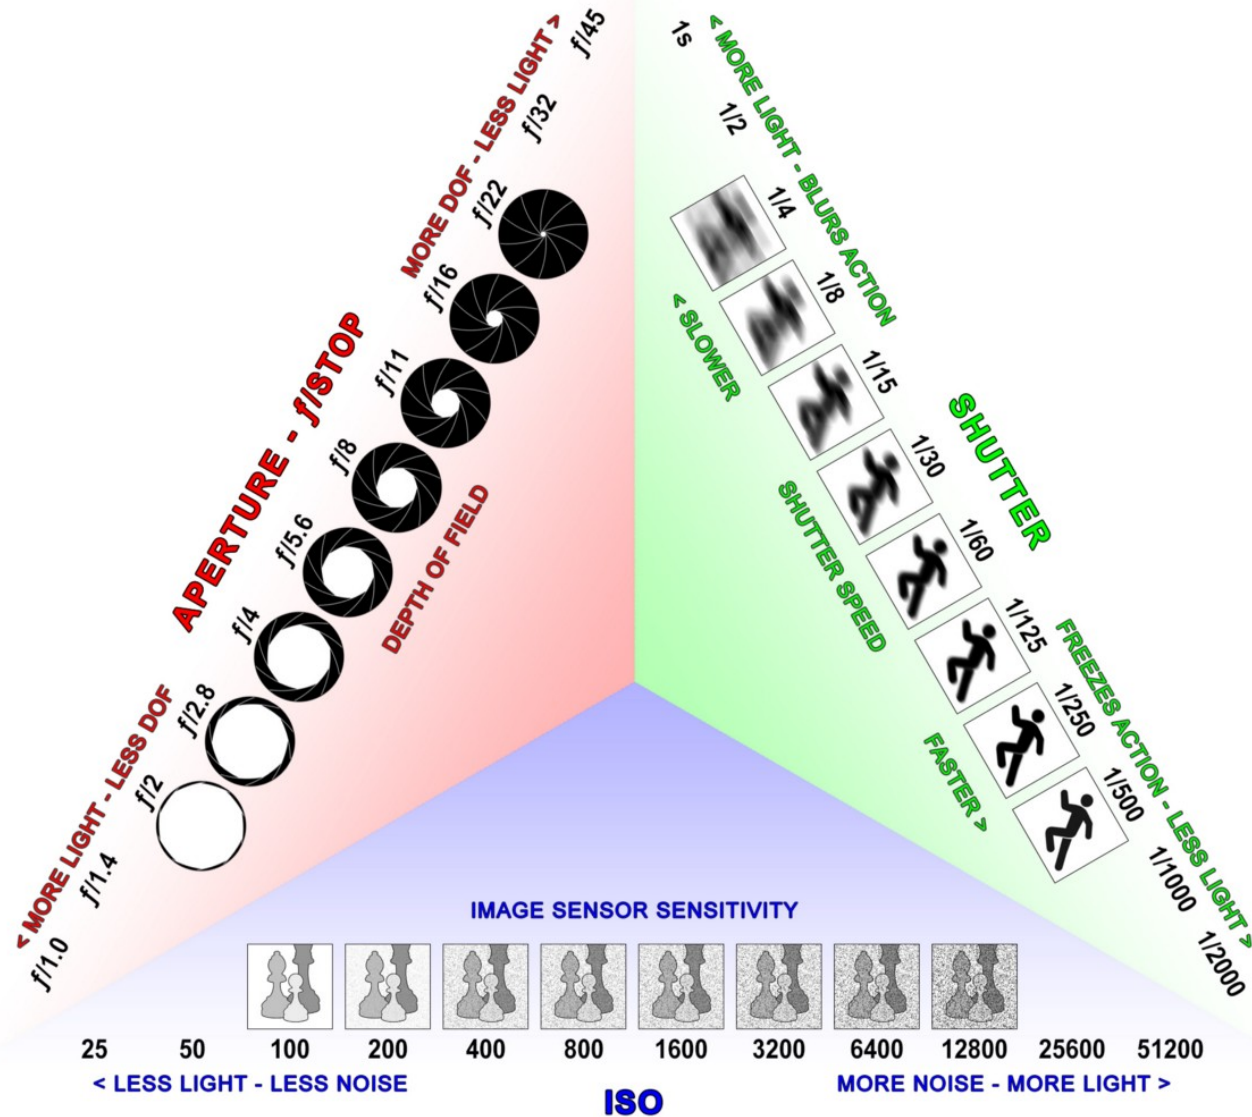 < MORE LIGHT - LESS DOF
MORE DOF - LESS LIGHT >
APERTURE - ƒ/STOP
ƒ/1.0
ƒ/1.4
ƒ/2
ƒ/2.8
ƒ/4
ƒ/5.6
ƒ/8
ƒ/11
ƒ/16
ƒ/22
ƒ/32
ƒ/45
DEPTH OF FIELD
< MORE LIGHT - BLURS ACTION
FREEZES ACTION - LESS LIGHT >
SHUTTER
1s
1/2
1/4
1/8
1/15
1/30
1/60
1/125
1/250
1/500
1/1000
1/2000
< SLOWER
SHUTTER SPEED
FASTER >
IMAGE SENSOR SENSITIVITY
25 50 100 200 400 800 1600 3200 6400 12800 25600 51200
< LESS LIGHT - LESS NOISE
MORE NOISE - MORE LIGHT >
ISO